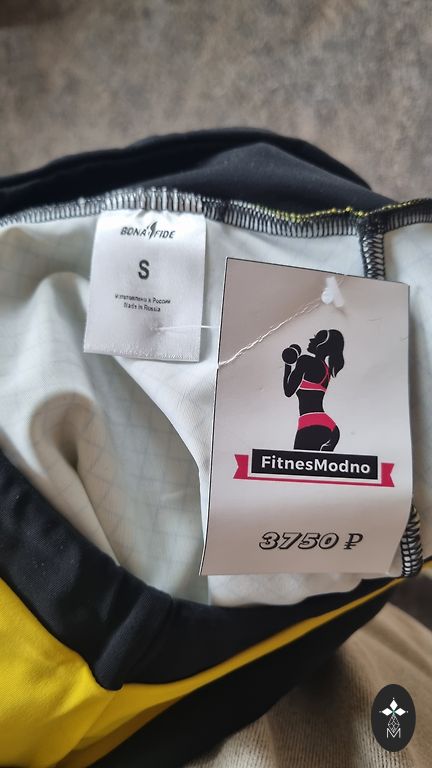 BONA FIDE
S
Изготовлено в России
Made in Russia
FitnesModno
3750 ₽
M